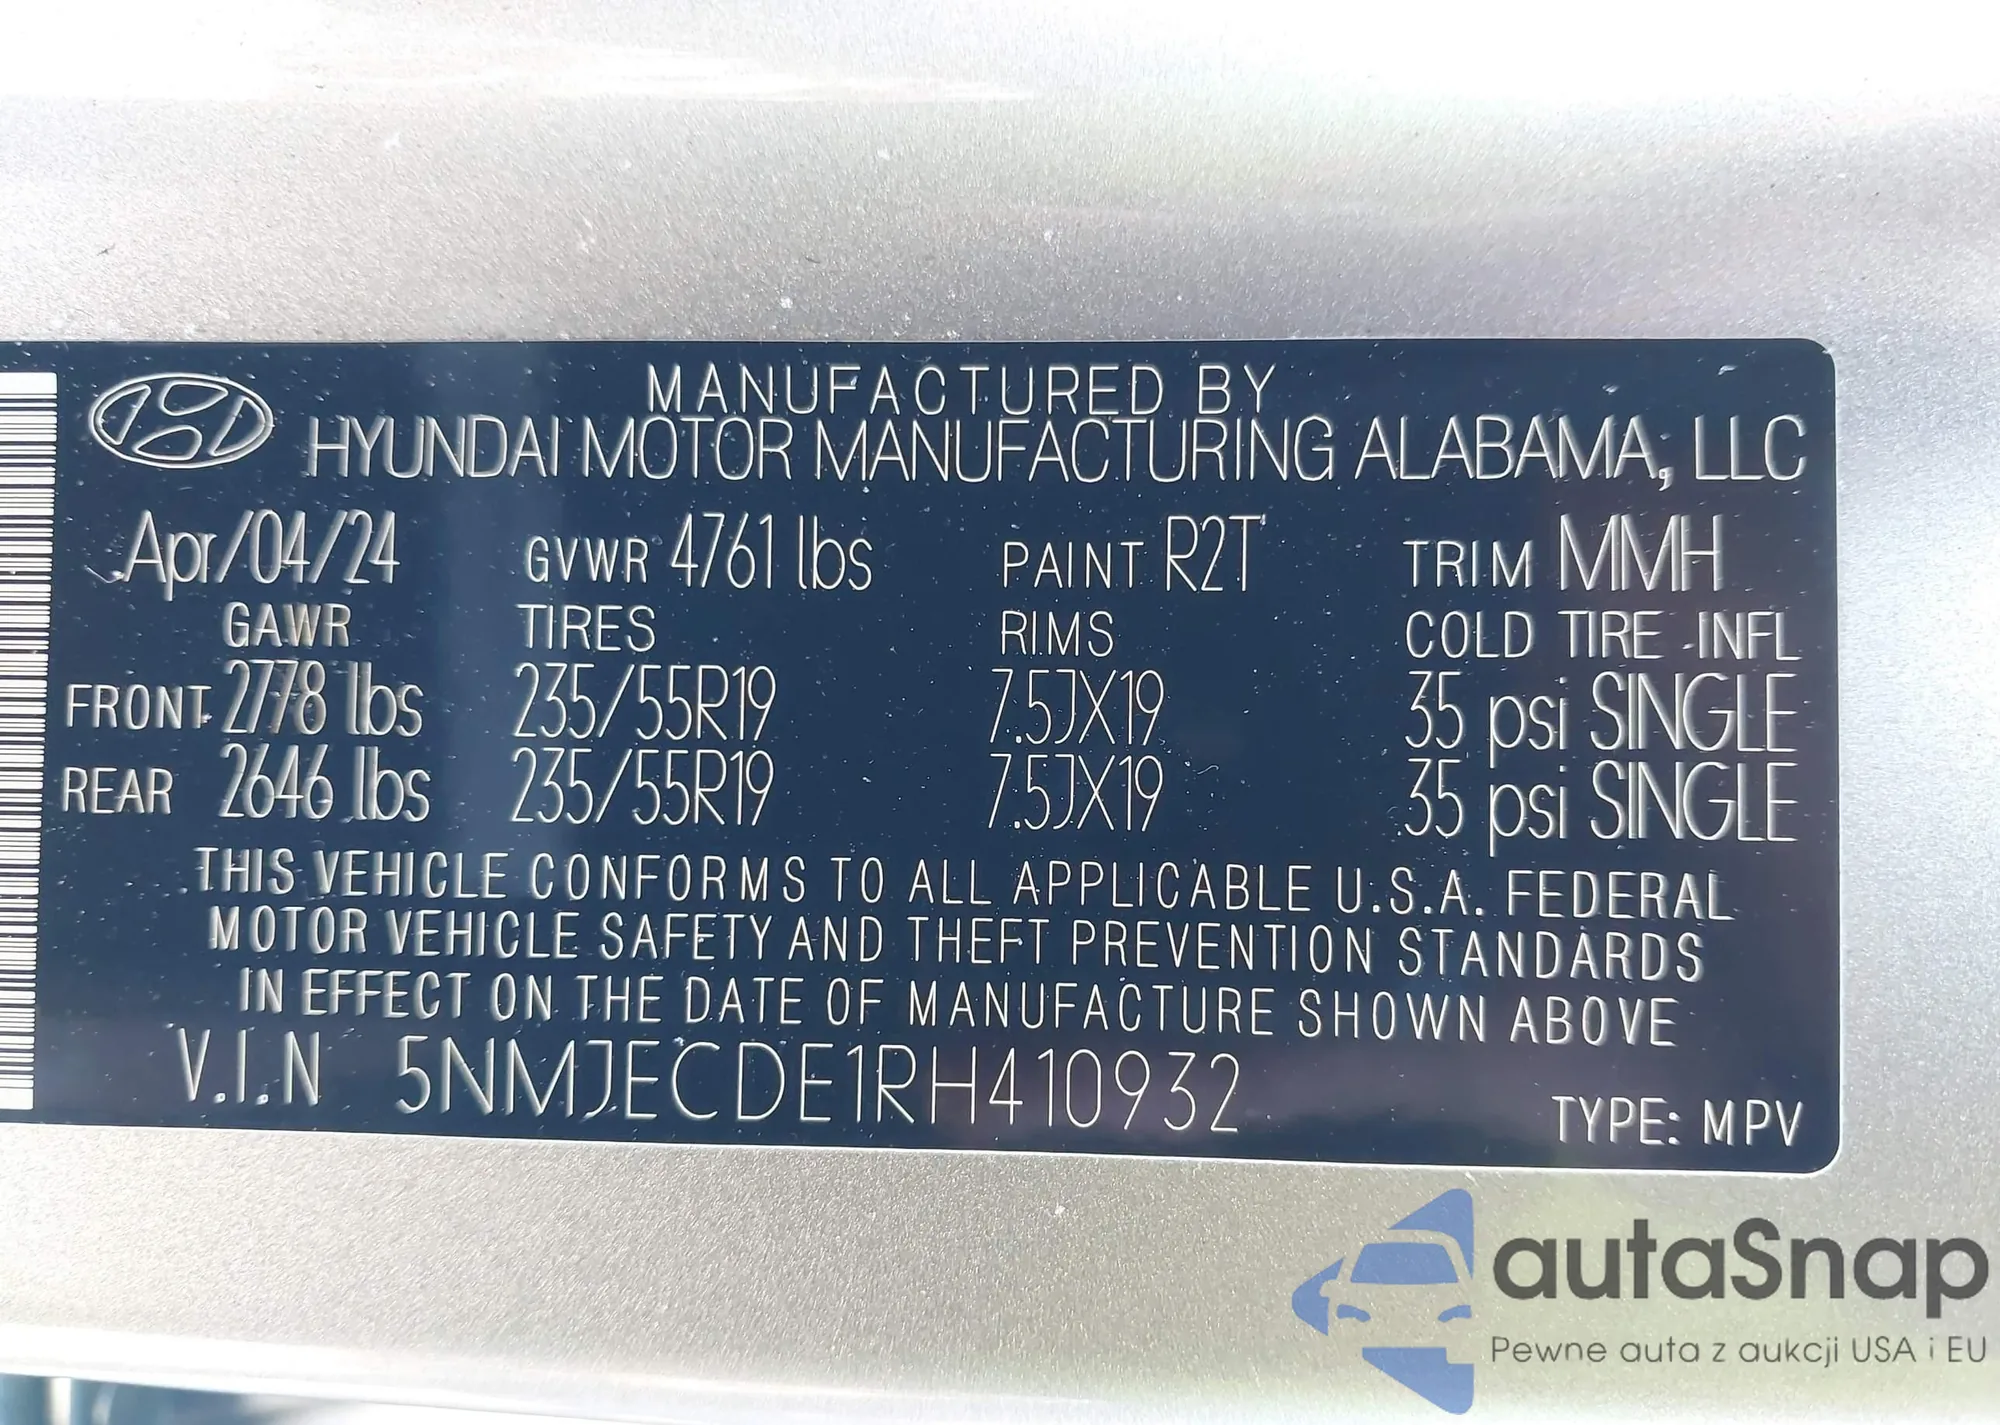 MANUFACTURED BY
HYUNDAI MOTOR MANUFACTURING ALABAMA, LLC
Apr/04/24 GVWR 4761 lbs PAINT R2T TRIM MMH
GAWR TIRES RIMS COLD TIRE INFL
FRONT 2778 lbs 235/55R19 7.5JX19 35 psi SINGLE
REAR 2646 lbs 235/55R19 7.5JX19 35 psi SINGLE
THIS VEHICLE CONFORMS TO ALL APPLICABLE U.S.A. FEDERAL
MOTOR VEHICLE SAFETY AND THEFT PREVENTION STANDARDS
IN EFFECT ON THE DATE OF MANUFACTURE SHOWN ABOVE
V.I.N 5NMJECDE1RH410932
TYPE: MPV
autaSnap
Pewne auta z aukcji USA i EU